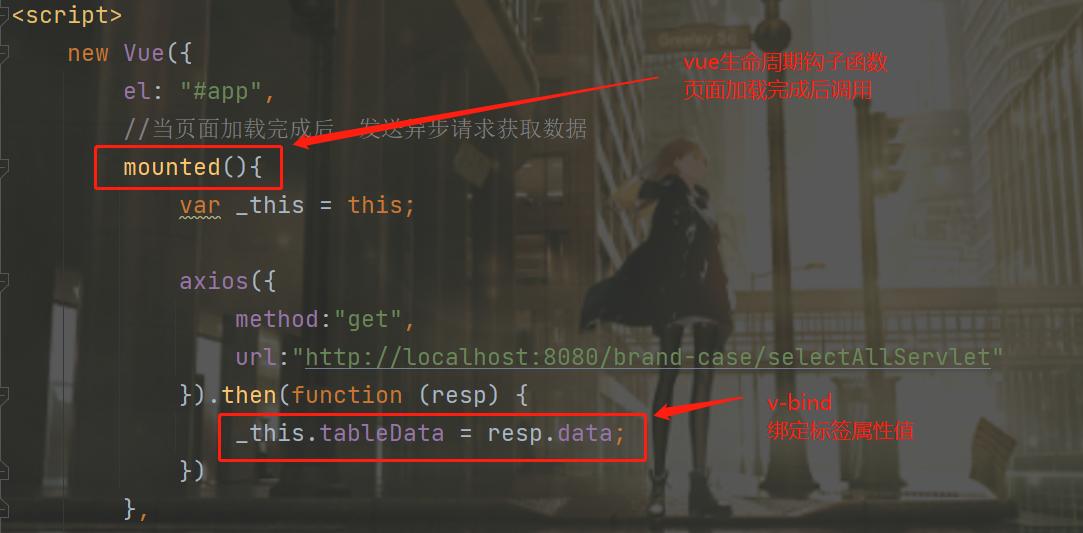 <script>
new Vue({
el: "#app",
//当页面加载完成后，发送异步请求获取数据
mounted(){
var _this = this;
axios({
method:"get",
url:"http://localhost:8080/brand-case/selectAllServlet"
}).then(function (resp) {
_this.tableData = resp.data;
})
},
vue生命周期钩子函数
页面加载完成后调用
v-bind
绑定标签属性值
Greeley Sq